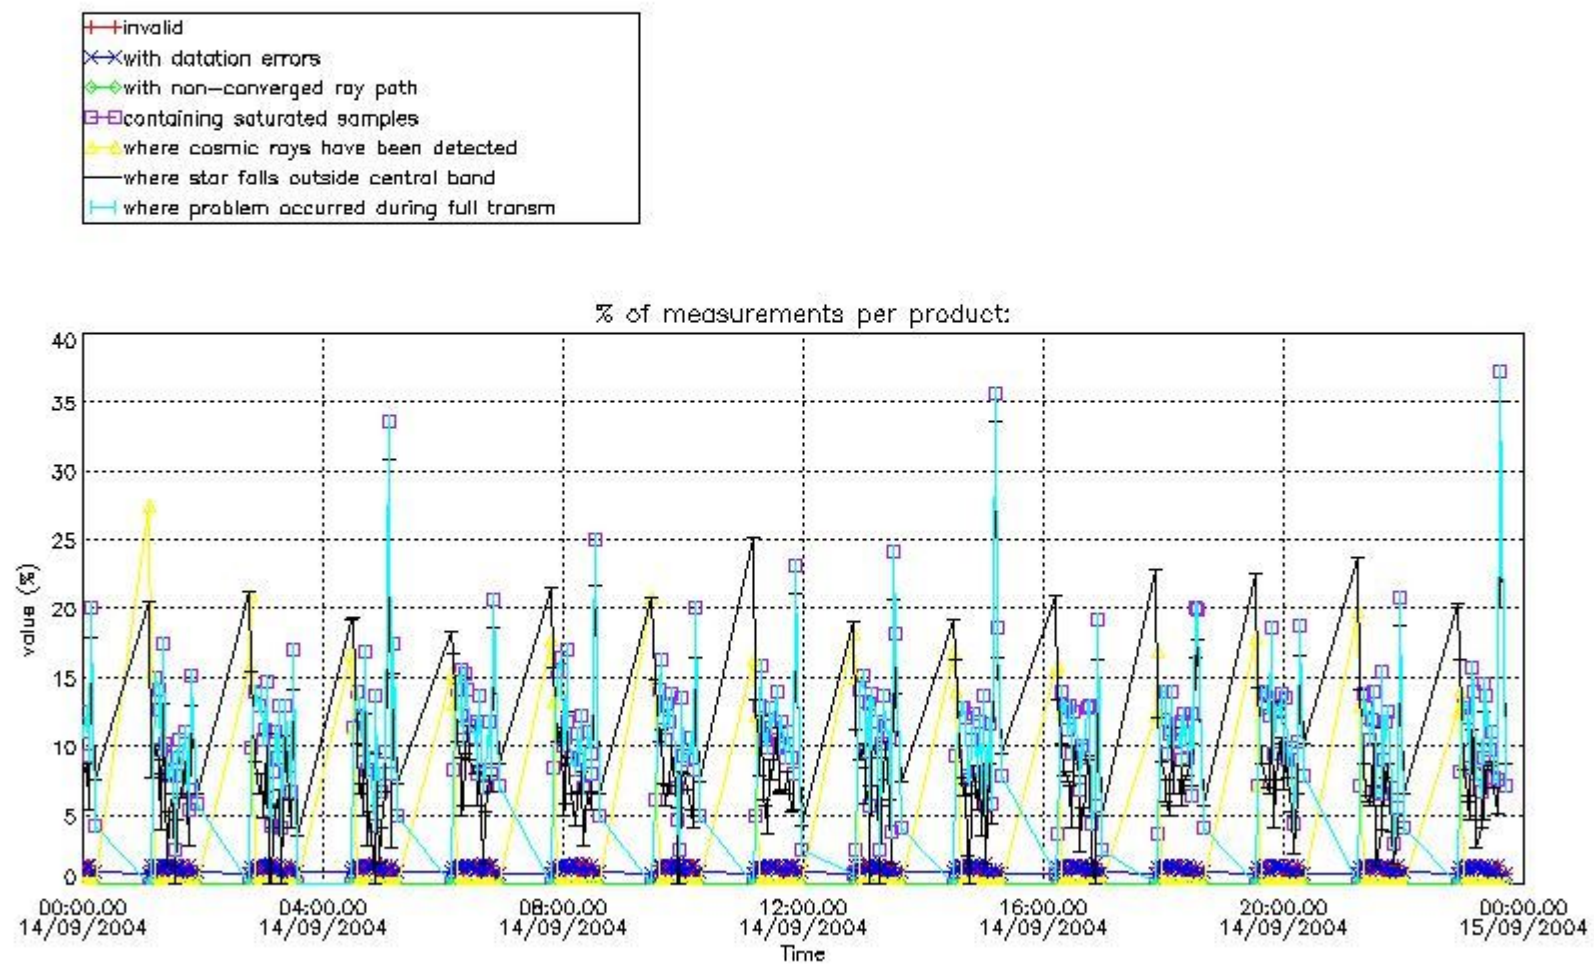 invalid
with datation errors
with non-converged ray path
containing saturated samples
where cosmic rays have been detected
where star falls outside central band
where problem occurred during full transm
% of measurements per product:
40
35
30
25
20
15
10
5
0
value (%)
00:00:00 04:00:00 08:00:00 12:00:00 16:00:00 20:00:00 00:00:00
14/09/2004 14/09/2004 14/09/2004 14/09/2004 14/09/2004 14/09/2004 15/09/2004
Time